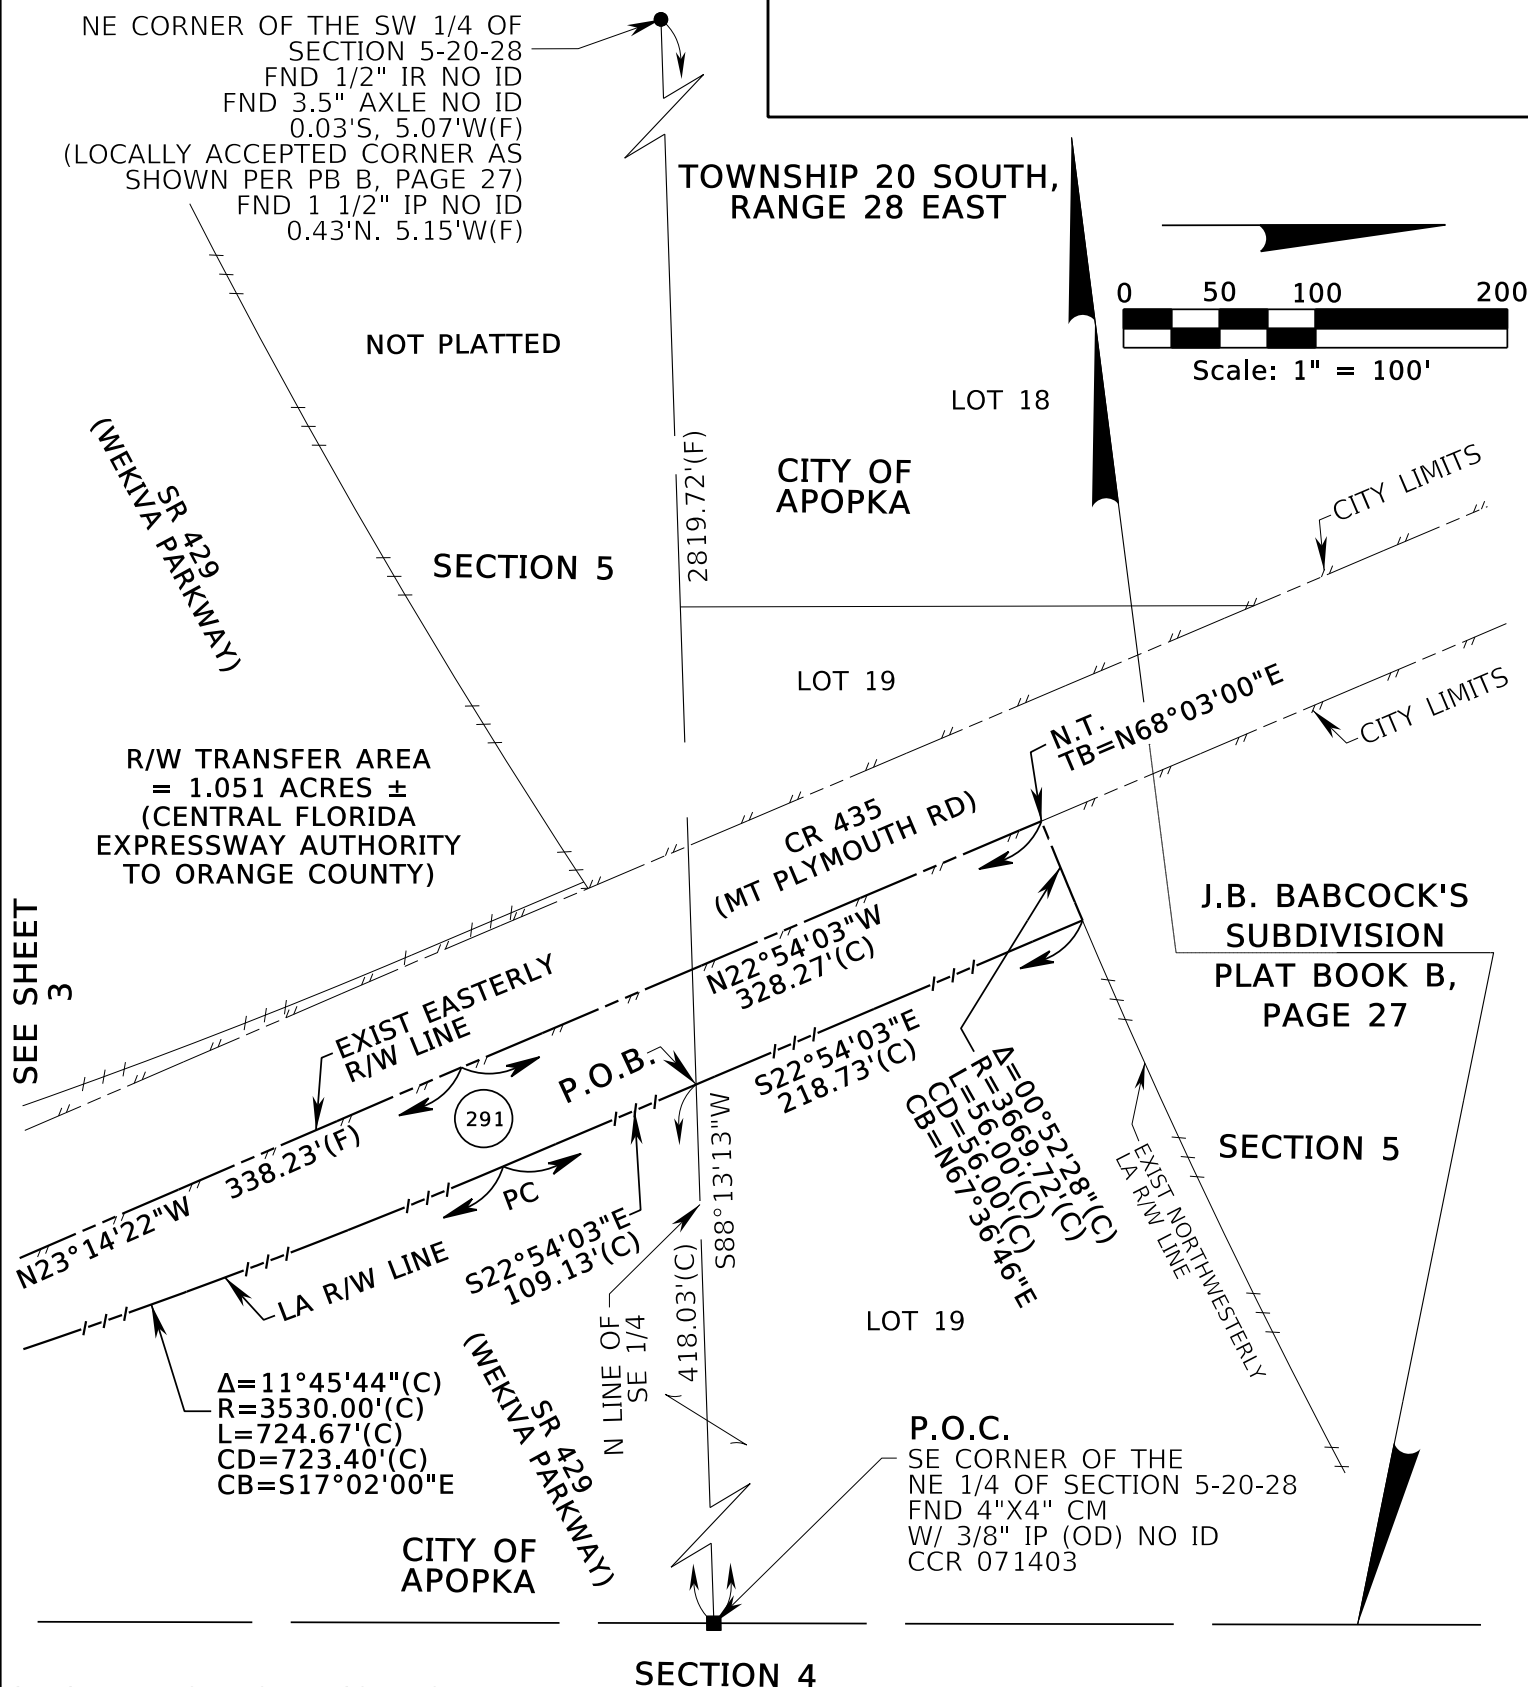 NE CORNER OF THE SW 1/4 OF
SECTION 5-20-28
FND 1/2" IR NO ID
FND 3.5" AXLE NO ID
0.03'S, 5.07'W(F)
(LOCALLY ACCEPTED CORNER AS
SHOWN PER PB B, PAGE 27)
FND 1 1/2" IP NO ID
0.43'N. 5.15'W(F)
TOWNSHIP 20 SOUTH,
RANGE 28 EAST
0 50 100 200
Scale: 1" = 100'
NOT PLATTED
LOT 18
SR 429
(WEKIVA PARKWAY)
2819.72'(F)
CITY OF
APOPKA
CITY LIMITS
SECTION 5
LOT 19
N.T.
TB=N68°03'00"E
CITY LIMITS
R/W TRANSFER AREA
= 1.051 ACRES ±
(CENTRAL FLORIDA
EXPRESSWAY AUTHORITY
TO ORANGE COUNTY)
CR 435
(MT PLYMOUTH RD)
J.B. BABCOCK'S
SUBDIVISION
PLAT BOOK B,
PAGE 27
SEE SHEET
3
EXIST EASTERLY
R/W LINE
N22°54'03"W
328.27'(C)
P.O.B.
S22°54'03"E
218.73'(C)
291
Δ=00°52'28"(C)
R=3669.72'(C)
L=56.00'(C)
CD=56.00'(C)
CB=N67°36'46"E
SECTION 5
EXIST NORTHWESTERLY
LA R/W LINE
N23°14'22"W
338.23'(F)
PC
S88°13'13"W
418.03'(C)
S22°54'03"E
109.13'(C)
LA R/W LINE
N LINE OF
SE 1/4
LOT 19
Δ=11°45'44"(C)
R=3530.00'(C)
L=724.67'(C)
CD=723.40'(C)
CB=S17°02'00"E
SR 429
(WEKIVA PARKWAY)
P.O.C.
SE CORNER OF THE
NE 1/4 OF SECTION 5-20-28
FND 4"X4" CM
W/ 3/8" IP (OD) NO ID
CCR 071403
CITY OF
APOPKA
SECTION 4